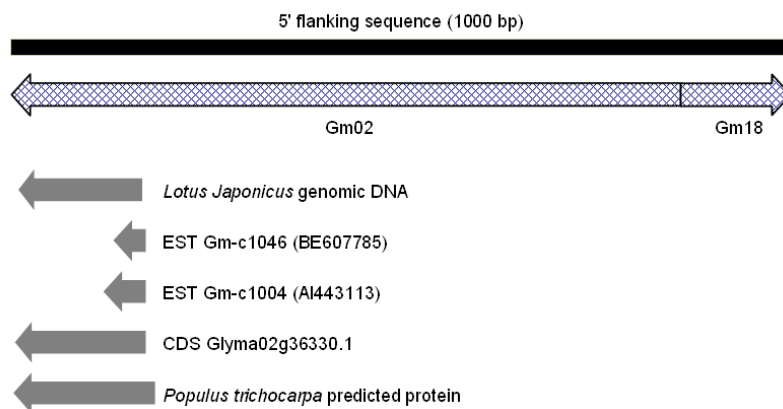 5' flanking sequence (1000 bp)
Gm02
Gm18
Lotus Japonicus genomic DNA
EST Gm-c1046 (BE607785)
EST Gm-c1004 (AI443113)
CDS Glyma02g36330.1
Populus trichocarpa predicted protein